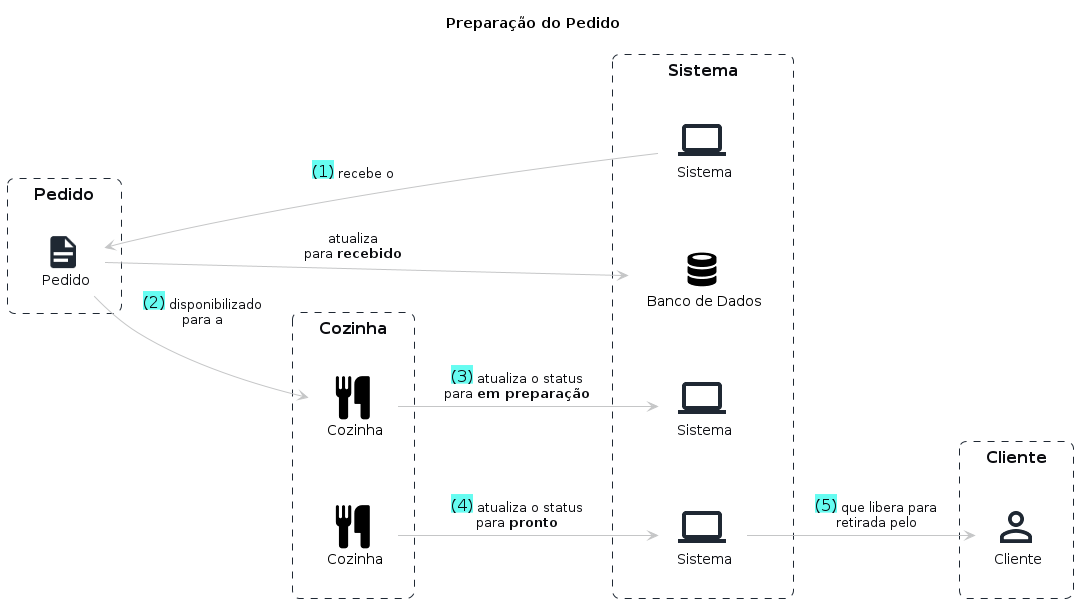 Preparação do Pedido
Sistema
Sistema
(1) recebe o
Pedido
Pedido
atualiza
para recebido
Banco de Dados
(2) disponibilizado
para a
Cozinha
Cozinha
(3) atualiza o status
para em preparação
Sistema
Cozinha
(4) atualiza o status
para pronto
Sistema
(5) que libera para
retirada pelo
Cliente
Cliente